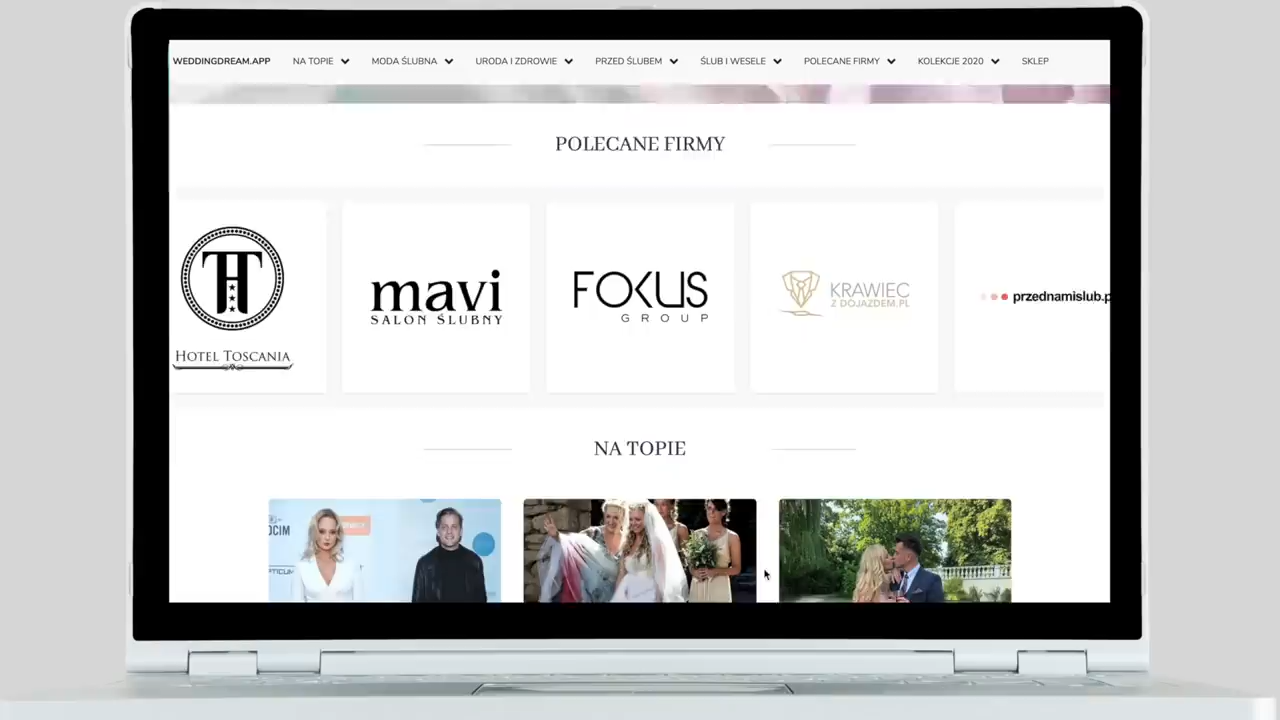 WEDDINGDREAM.APP NA TOPIE MODA ŚLUBNA URODA I ZDROWIE PRZED ŚLUBEM ŚLUB I WESELE POLECANE FIRMY KOLEKCJE 2020 SKLEP
POLECANE FIRMY
HOTEL TOSCANIA
mavi
SALON ŚLUBNY
FOKUS
GROUP
KRAWIEC
Z DOJAZDEM.PL
przednamislub.p
NA TOPIE